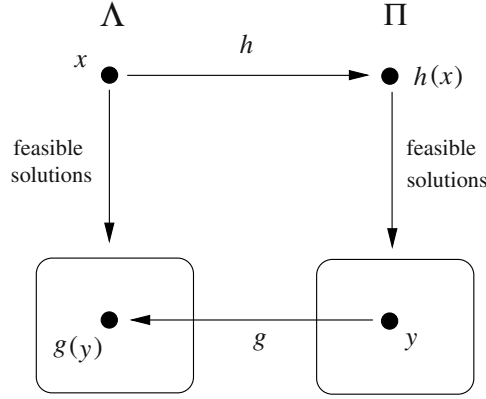 Λ
Π
x
h
h(x)
feasible
solutions
feasible
solutions
g(y)
g
y